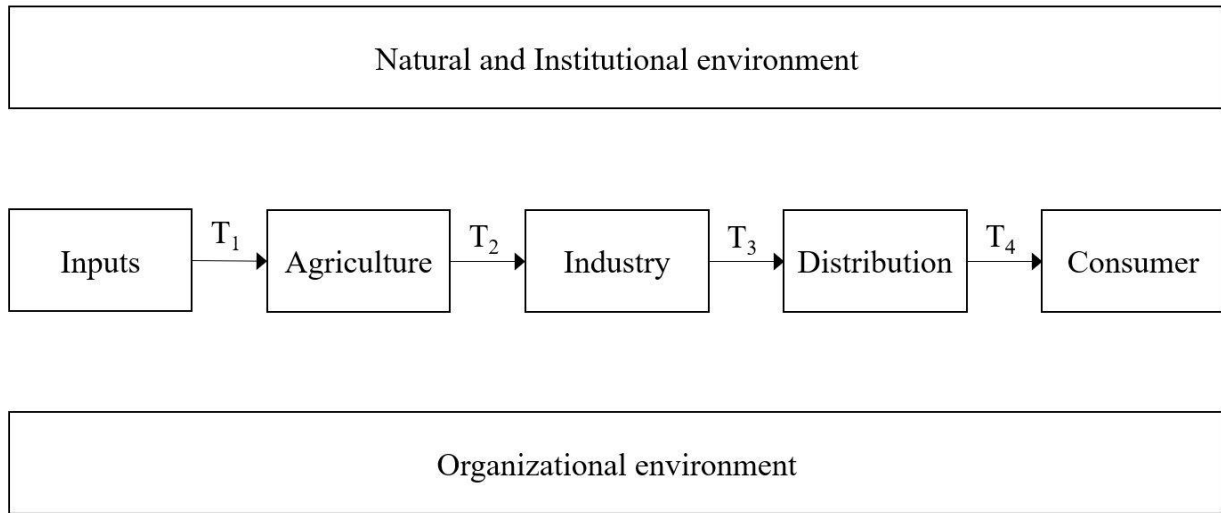 Natural and Institutional environment
T₁ T₂ T₃ T₄
Inputs Agriculture Industry Distribution Consumer
Organizational environment